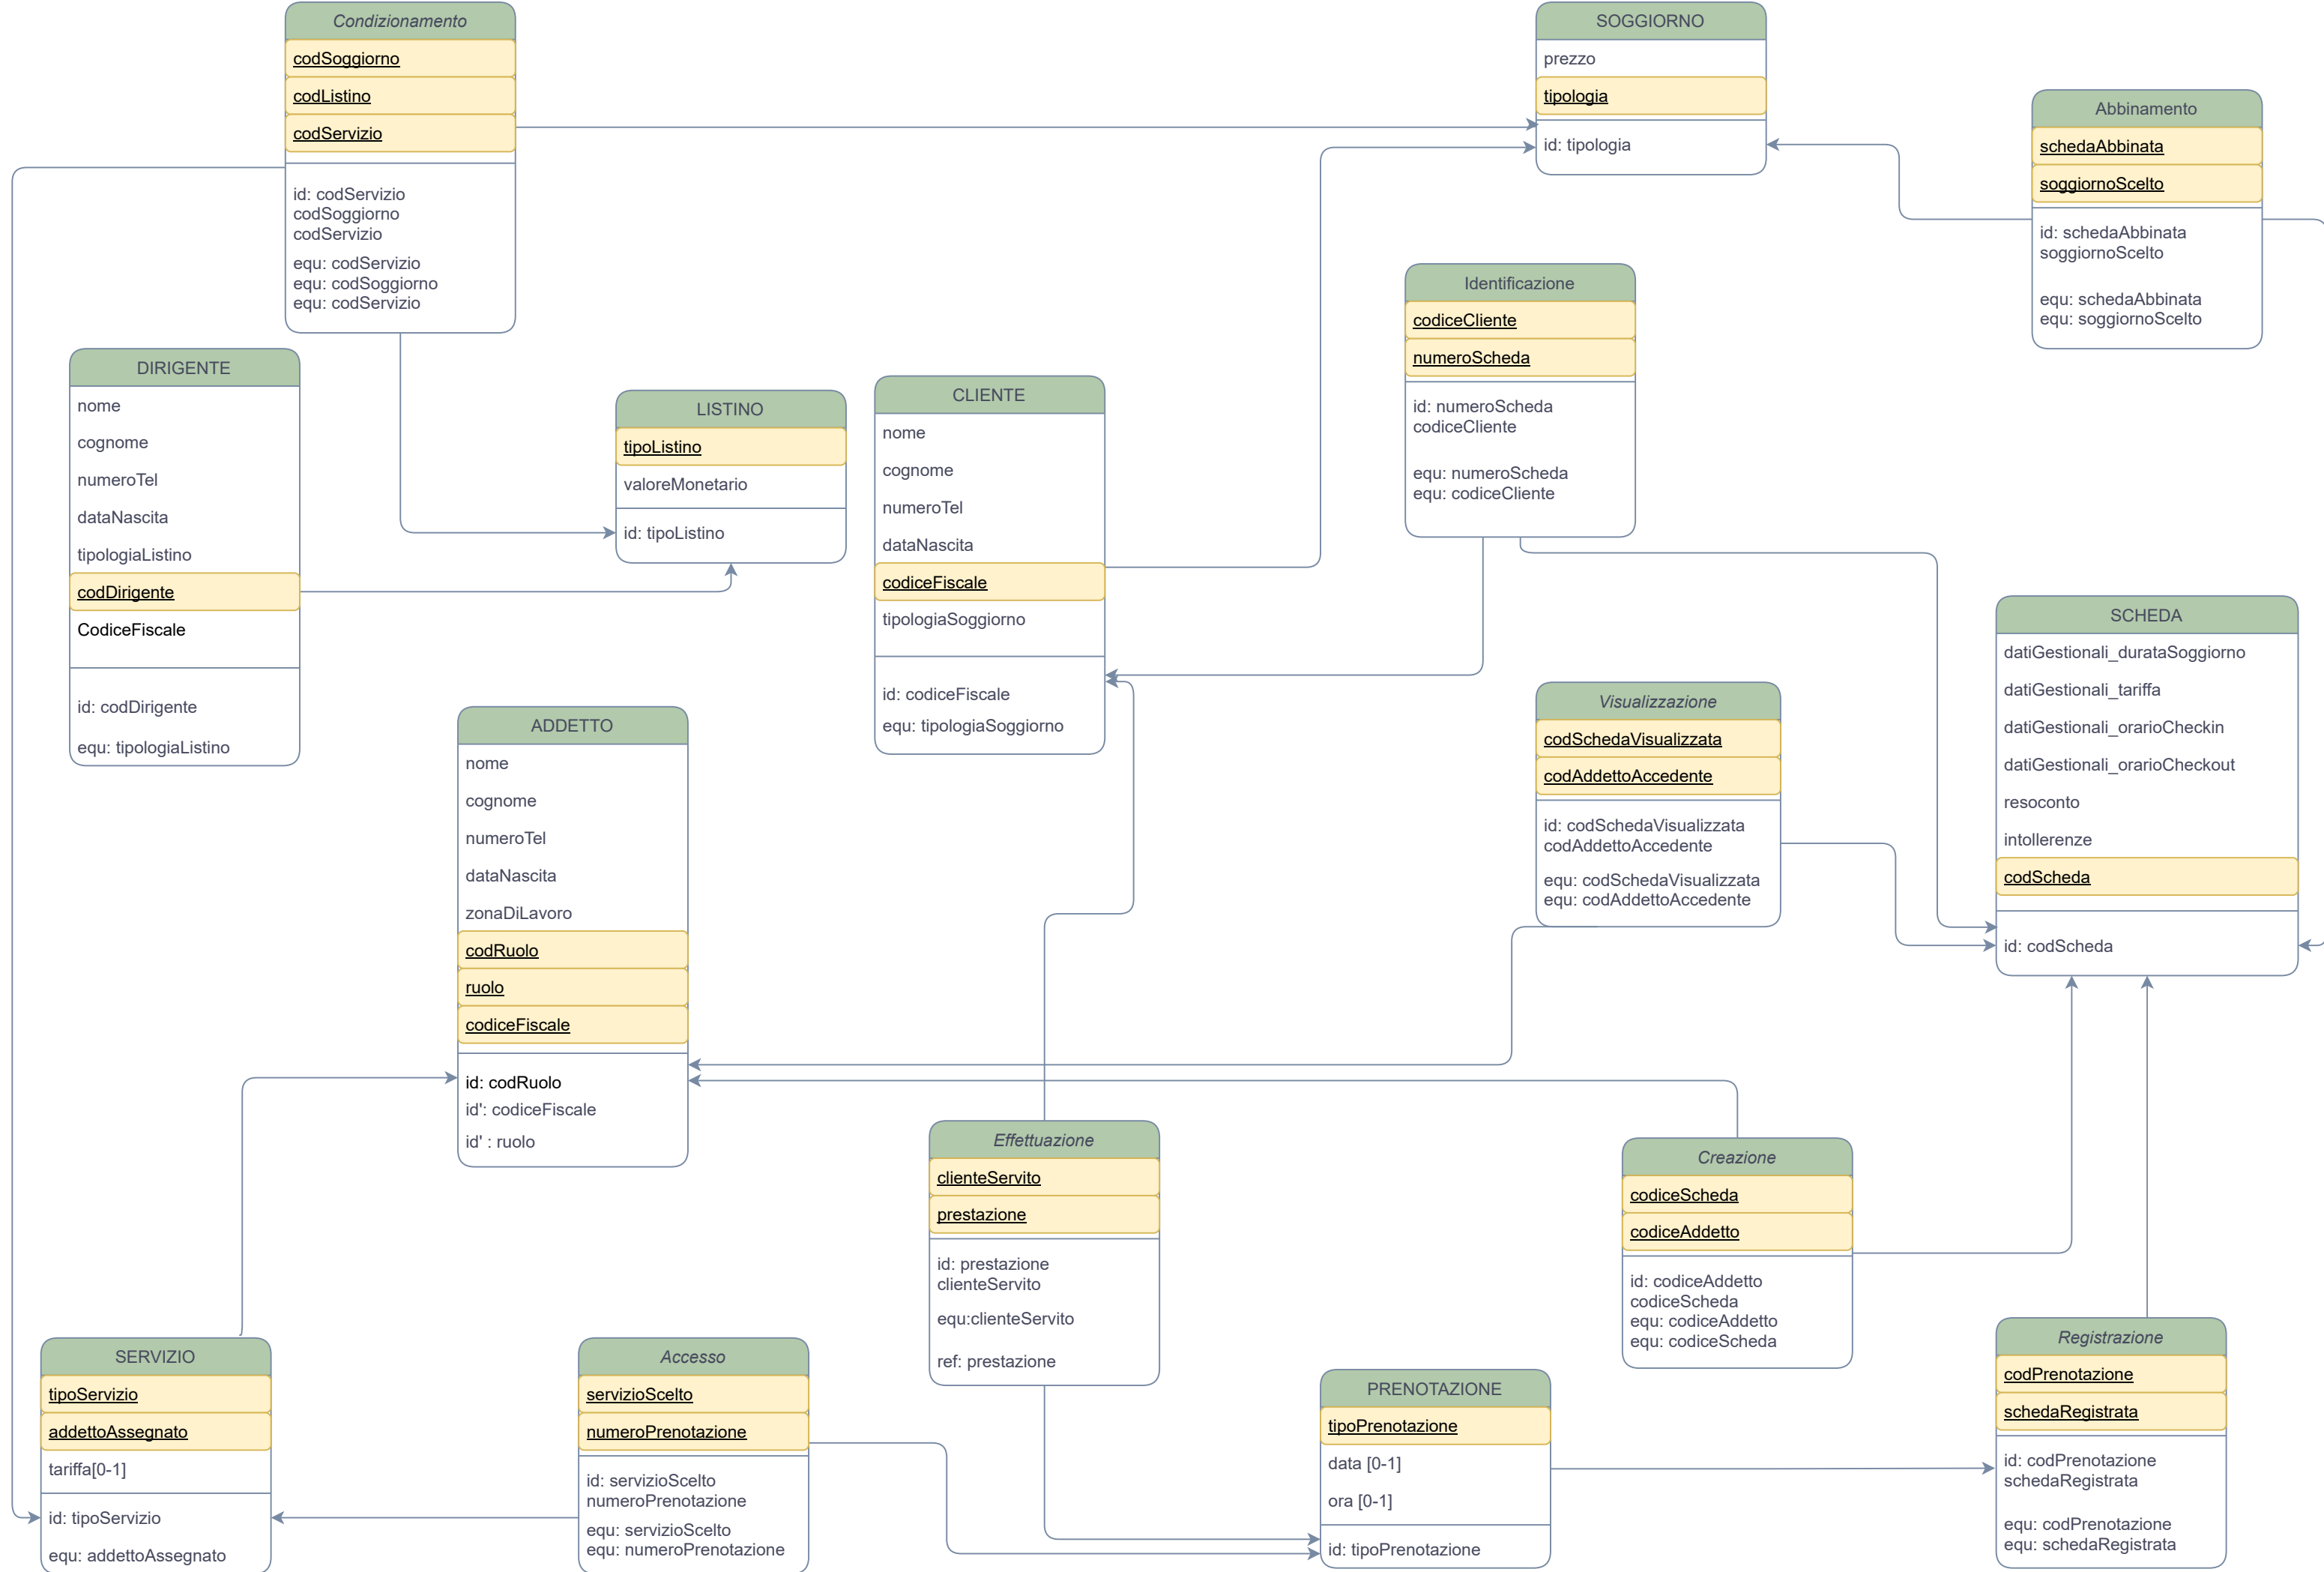 Condizionamento
codSoggiorno
codListino
codServizio
id: codServizio
codSoggiorno
codServizio
equ: codServizio
equ: codSoggiorno
equ: codServizio
SOGGIORNO
prezzo
tipologia
id: tipologia
Abbinamento
schedaAbbinata
soggiornoScelto
id: schedaAbbinata
soggiornoScelto
equ: schedaAbbinata
equ: soggiornoScelto
Identificazione
codiceCliente
numeroScheda
id: numeroScheda
codiceCliente
equ: numeroScheda
equ: codiceCliente
DIRIGENTE
nome
cognome
numeroTel
dataNascita
tipologiaListino
codDirigente
CodiceFiscale
id: codDirigente
equ: tipologiaListino
LISTINO
tipoListino
valoreMonetario
id: tipoListino
CLIENTE
nome
cognome
numeroTel
dataNascita
codiceFiscale
tipologiaSoggiorno
id: codiceFiscale
equ: tipologiaSoggiorno
SCHEDA
datiGestionali_durataSoggiorno
datiGestionali_tariffa
datiGestionali_orarioCheckin
datiGestionali_orarioCheckout
resoconto
intollerenze
codScheda
id: codScheda
Visualizzazione
codSchedaVisualizzata
codAddettoAccedente
id: codSchedaVisualizzata
codAddettoAccedente
equ: codSchedaVisualizzata
equ: codAddettoAccedente
ADDETTO
nome
cognome
numeroTel
dataNascita
zonaDiLavoro
codRuolo
ruolo
codiceFiscale
id: codRuolo
id': codiceFiscale
id' : ruolo
Effettuazione
clienteServito
prestazione
id: prestazione
clienteServito
equ:clienteServito
ref: prestazione
Creazione
codiceScheda
codiceAddetto
id: codiceAddetto
codiceScheda
equ: codiceAddetto
equ: codiceScheda
SERVIZIO
tipoServizio
addettoAssegnato
tariffa[0-1]
id: tipoServizio
equ: addettoAssegnato
Accesso
servizioScelto
numeroPrenotazione
id: servizioScelto
numeroPrenotazione
equ: servizioScelto
equ: numeroPrenotazione
PRENOTAZIONE
tipoPrenotazione
data [0-1]
ora [0-1]
id: tipoPrenotazione
Registrazione
codPrenotazione
schedaRegistrata
id: codPrenotazione
schedaRegistrata
equ: codPrenotazione
equ: schedaRegistrata